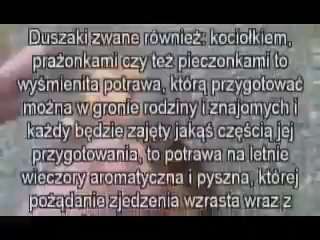 Duszaki zwane również: kociołkiem,
prażonkami czy też pieczonkami to
wyśmienita potrawa, którą przygotować
można w gronie rodziny i znajomych i
każdy będzie zajęty jakąś częścią jej
przygotowania, to potrawa na letnie
wieczory aromatyczna i pyszna, której
pożądanie zjedzenia wzrasta wraz z